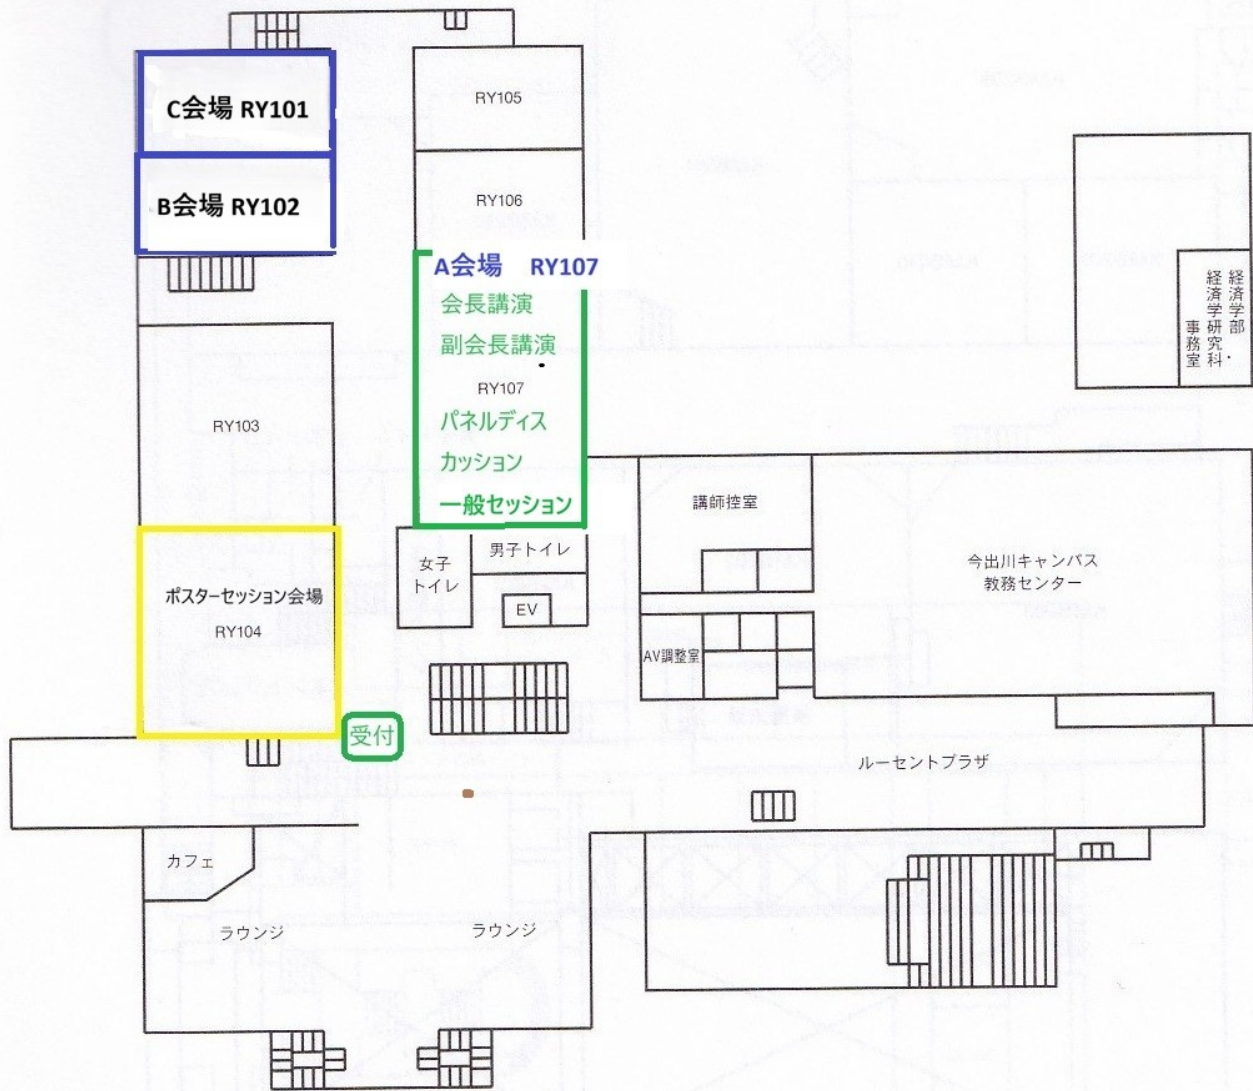 C会場 RY101
RY105
B会場 RY102
RY106
A会場 RY107
会長講演
副会長講演
RY107
パネルディス
カッション
一般セッション
経済学部・
経済学研究科
事務室
RY103
講師控室
今出川キャンパス
教務センター
女子
トイレ
男子トイレ
EV
ポスターセッション会場
RY104
AV調整室
受付
ルーセントプラザ
カフェ
ラウンジ
ラウンジ